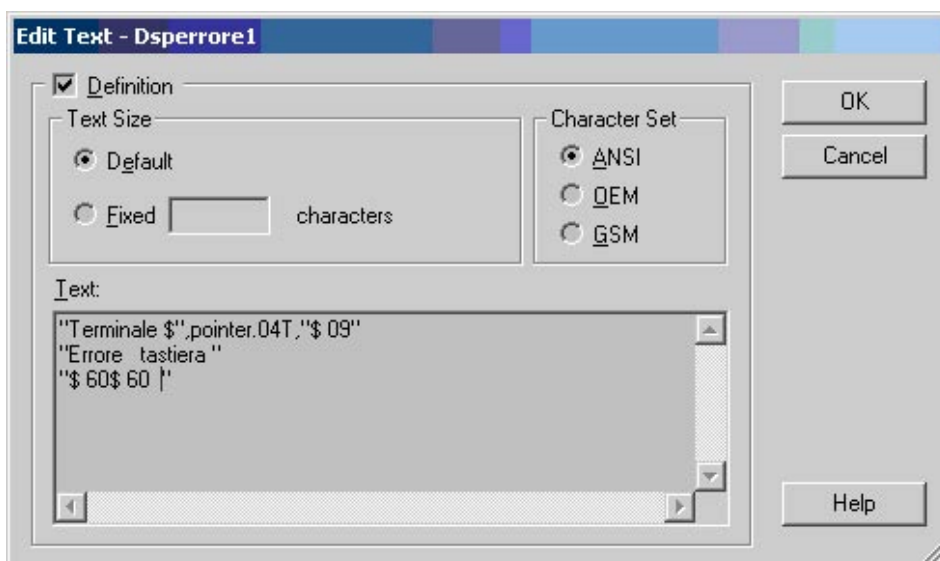 Edit Text - Dsperrore1
Definition
Text Size
Default
Fixed characters
Character Set
ANSI
OEM
GSM
OK
Cancel
Text:
"Terminale $",pointer.04T,"$ 09"
"Errore   tastiera "
"$ 60$ 60  "
Help